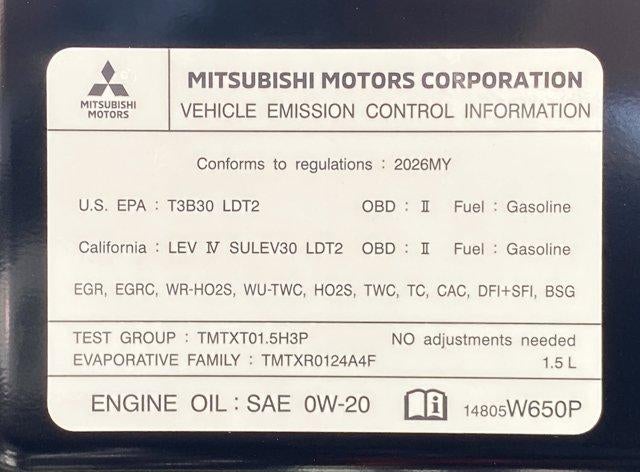 MITSUBISHI
MOTORS
MITSUBISHI MOTORS CORPORATION
VEHICLE EMISSION CONTROL INFORMATION
Conforms to regulations : 2026MY
U.S. EPA : T3B30 LDT2 OBD : Ⅱ Fuel : Gasoline
California : LEV Ⅳ SULEV30 LDT2 OBD : Ⅱ Fuel : Gasoline
EGR, EGRC, WR-HO2S, WU-TWC, HO2S, TWC, TC, CAC, DFI+SFI, BSG
TEST GROUP : TMTXT01.5H3P NO adjustments needed
EVAPORATIVE FAMILY : TMTXR0124A4F 1.5 L
ENGINE OIL : SAE 0W-20 14805W650P